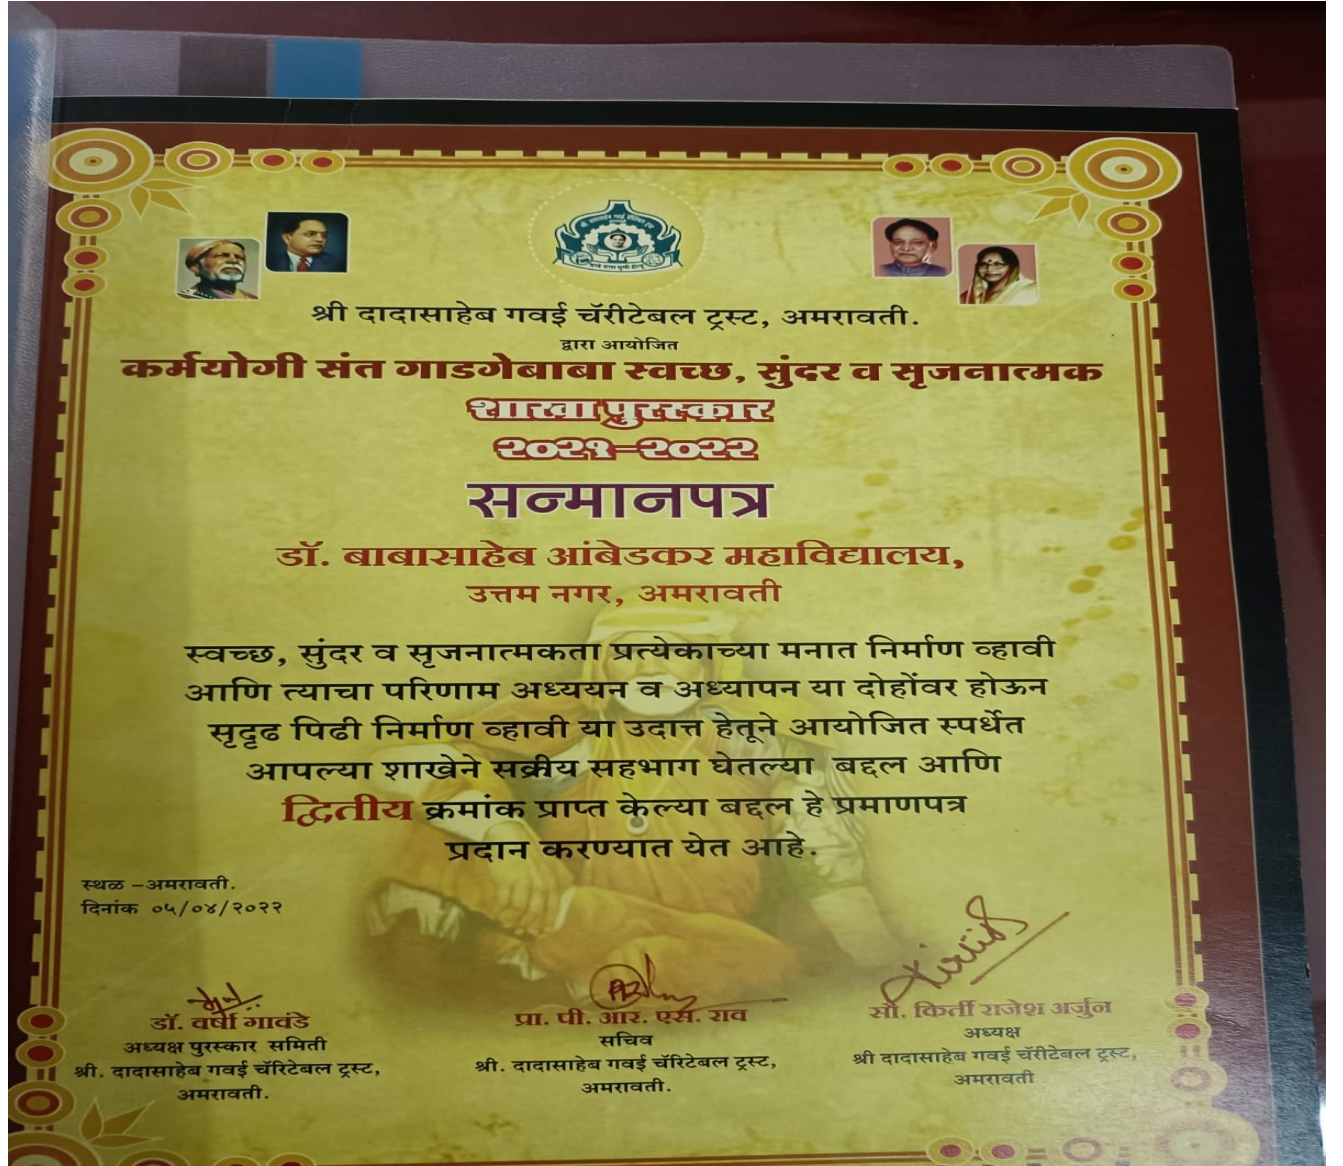 श्री दादासाहेब गवई चॅरीटेबल ट्रस्ट, अमरावती.
द्वारा आयोजित
कर्मयोगी संत गाडगेबाबा स्वच्छ, सुंदर व सृजनात्मक
शाखा पुरस्कार
२०२१-२०२२
सन्मानपत्र
डॉ. बाबासाहेब आंबेडकर महाविद्यालय,
उत्तम नगर, अमरावती
स्वच्छ, सुंदर व सृजनात्मकता प्रत्येकाच्या मनात निर्माण व्हावी
आणि त्याचा परिणाम अध्ययन व अध्यापन या दोहोंवर होऊन
सृदृढ पिढी निर्माण व्हावी या उदात्त हेतूने आयोजित स्पर्धेत
आपल्या शाखेने सक्रीय सहभाग घेतल्या बद्दल आणि
द्वितीय क्रमांक प्राप्त केल्या बद्दल हे प्रमाणपत्र
प्रदान करण्यात येत आहे.
स्थळ -अमरावती.
दिनांक ०५/०४/२०२२
डॉ. वर्षा गावंडे
अध्यक्ष पुरस्कार समिती
श्री. दादासाहेब गवई चॅरिटेबल ट्रस्ट,
अमरावती.
प्रा. पी. आर. एस. राव
सचिव
श्री. दादासाहेब गवई चॅरिटेबल ट्रस्ट,
अमरावती.
सौ. किर्ती राजेश अर्जुन
अध्यक्ष
श्री दादासाहेब गवई चॅरीटेबल ट्रस्ट,
अमरावती